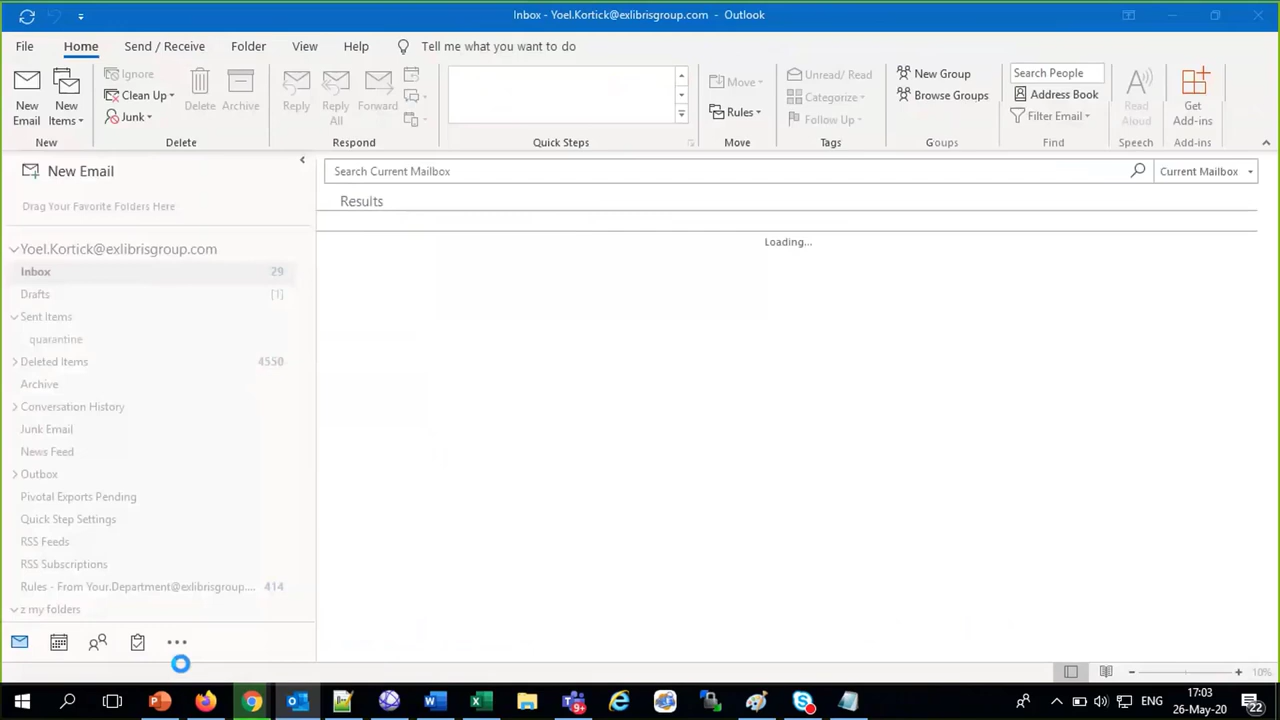 Inbox - Yoel.Kortick@exlibrisgroup.com - Outlook
File Home Send / Receive Folder View Help Tell me what you want to do
New Email
New Items
New
Ignore
Clean Up
Junk
Delete
Archive
Delete
Reply
Reply All
Forward
Respond
Quick Steps
Move
Rules
Move
Unread/ Read
Categorize
Follow Up
Tags
New Group
Browse Groups
Groups
Search People
Address Book
Filter Email
Find
Read Aloud
Speech
Get Add-ins
Add-ins
New Email
Drag Your Favorite Folders Here
Yoel.Kortick@exlibrisgroup.com
Inbox 29
Drafts [1]
Sent Items
quarantine
Deleted Items 4550
Archive
Conversation History
Junk Email
News Feed
Outbox
Pivotal Exports Pending
Quick Step Settings
RSS Feeds
RSS Subscriptions
Rules - From Your.Department@exlibrisgroup.... 414
z my folders
Search Current Mailbox
Current Mailbox
Results
Loading...
10%
9+
ENG
17:03
26-May-20
22